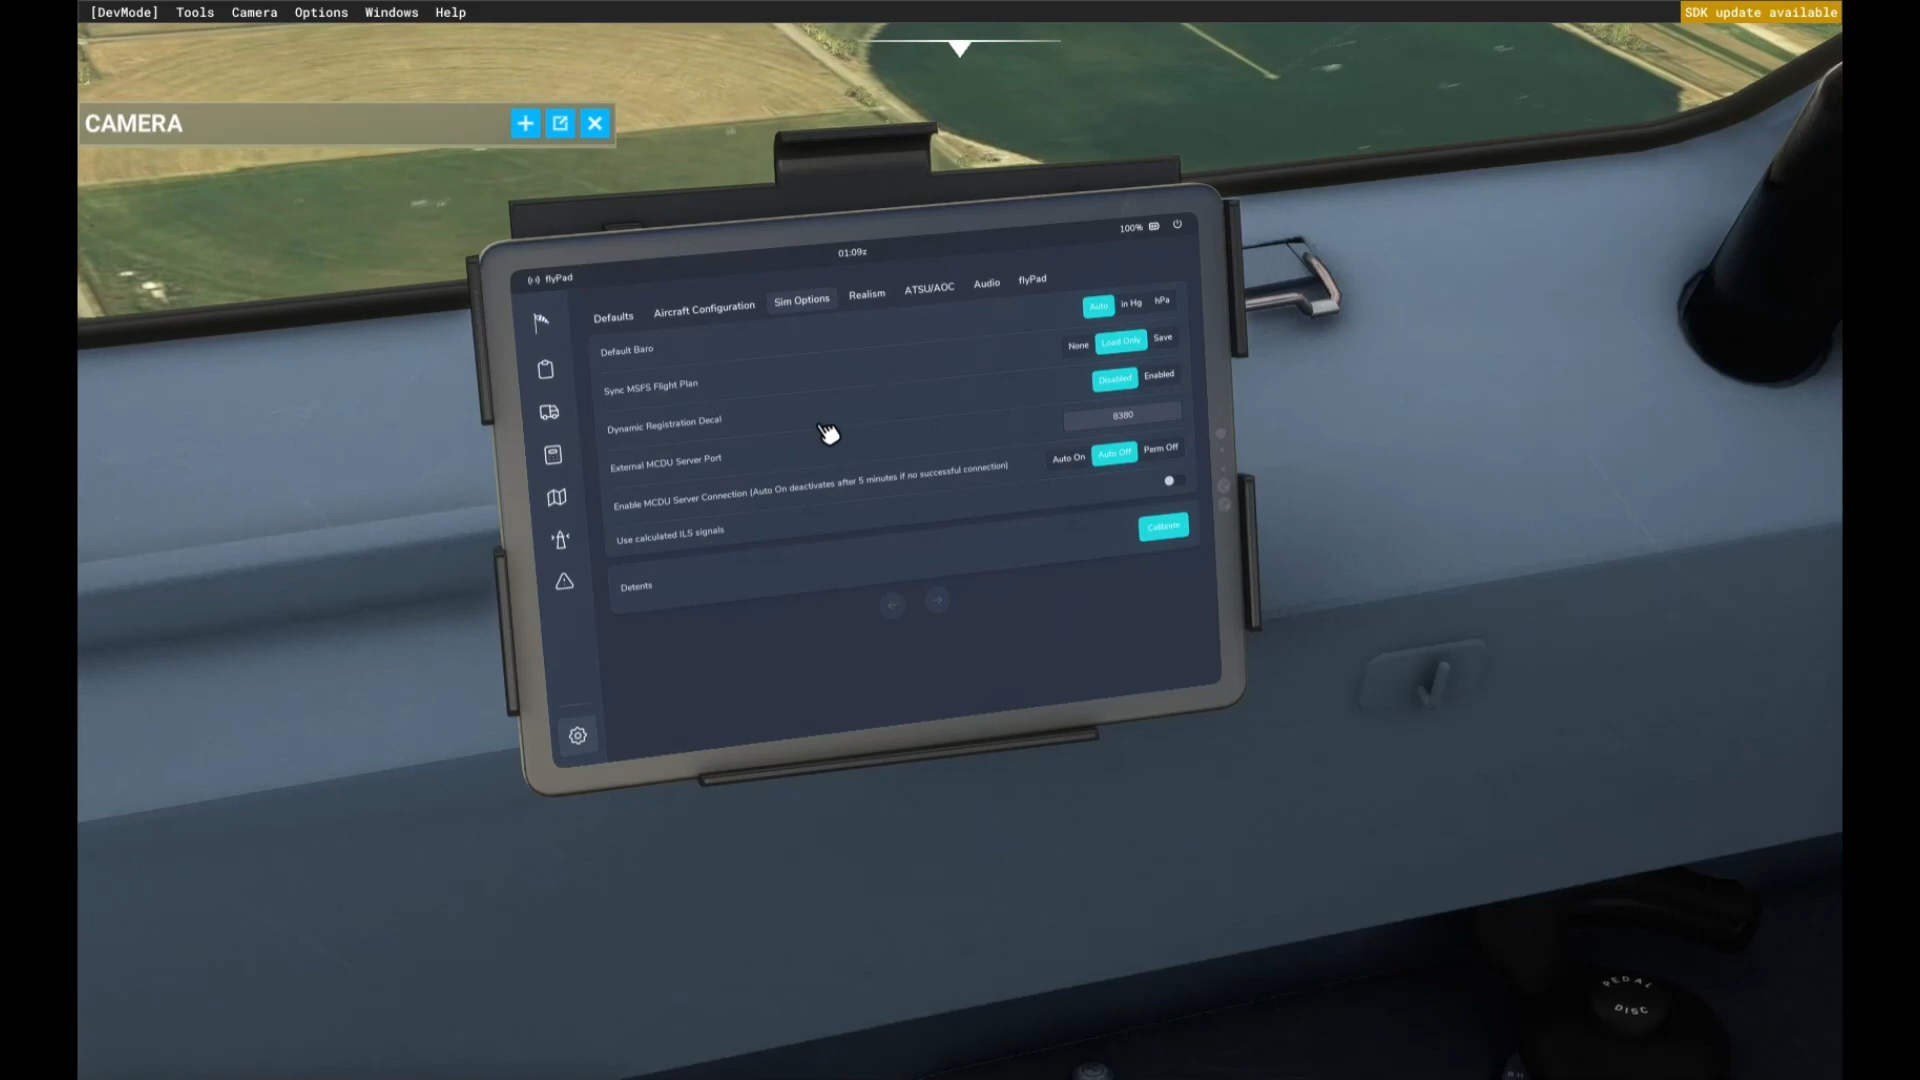 [DevMode] Tools Camera Options Windows Help
SDK update available
CAMERA
100%
01:09z
flyPad
Defaults Aircraft Configuration Sim Options Realism ATSU/AOC Audio flyPad
Default Baro Auto in Hg hPa
Sync MSFS Flight Plan None Load Only Save
Dynamic Registration Decal Disabled Enabled
External MCDU Server Port 8380
Enable MCDU Server Connection (Auto On deactivates after 5 minutes if no successful connection) Auto On Auto Off Perm Off
Use calculated ILS signals
Detents Calibrate
PEDAL
DISC